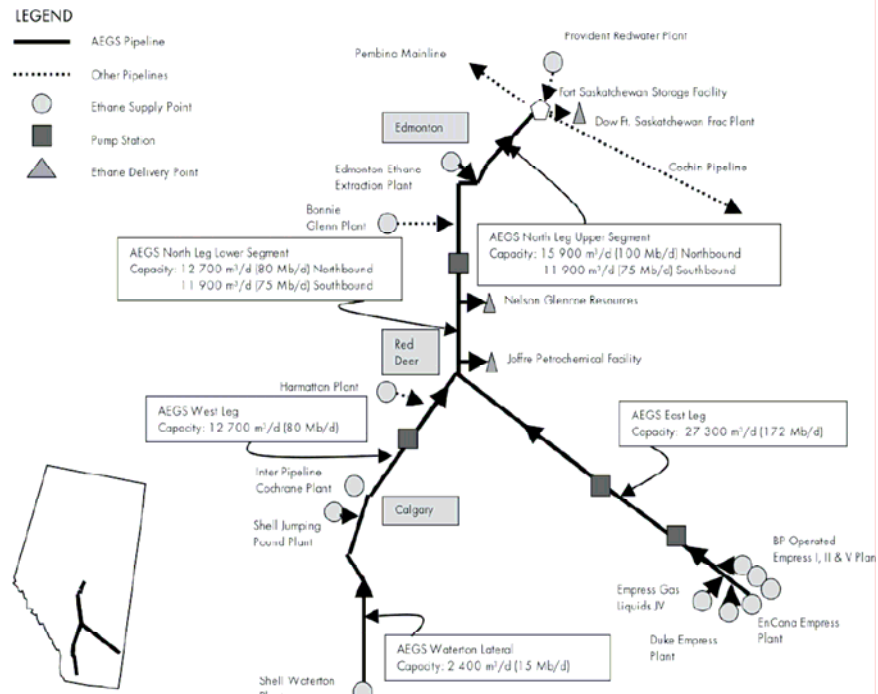 LEGEND
AEGS Pipeline
Other Pipelines
Ethane Supply Point
Pump Station
Ethane Delivery Point
Pembina Mainline
Provident Redwater Plant
Fort Saskatchewan Storage Facility
Dow Ft. Saskatchewan Frac Plant
Cochin Pipeline
Edmonton
Edmonton Ethane
Extraction Plant
Bonnie
Glenn Plant
AEGS North Leg Lower Segment
Capacity: 12 700 m³/d (80 Mb/d) Northbound
11 900 m³/d (75 Mb/d) Southbound
AEGS North Leg Upper Segment
Capacity: 15 900 m³/d (100 Mb/d) Northbound
11 900 m³/d (75 Mb/d) Southbound
Nelson Glencoe Resources
Red
Deer
Joffre Petrochemical Facility
Harmattan Plant
AEGS West Leg
Capacity: 12 700 m³/d (80 Mb/d)
AEGS East Leg
Capacity: 27 300 m³/d (172 Mb/d)
Inter Pipeline
Cochrane Plant
Shell Jumping
Pound Plant
Calgary
BP Operated
Empress I, II & V Plan
Empress Gas
Liquids JV
EnCana Empress
Plant
Duke Empress
Plant
AEGS Waterton Lateral
Capacity: 2 400 m³/d (15 Mb/d)
Shell Waterton